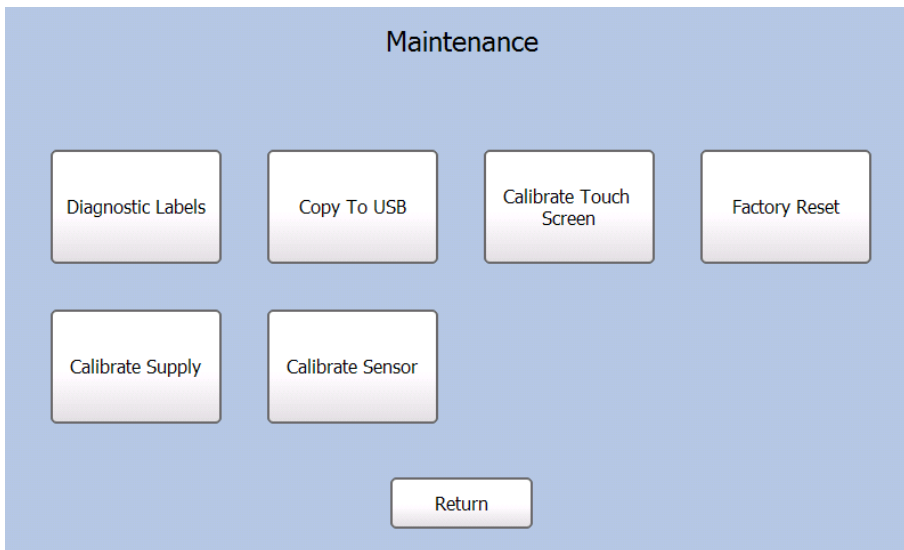 Maintenance
Diagnostic Labels
Copy To USB
Calibrate Touch
Screen
Factory Reset
Calibrate Supply
Calibrate Sensor
Return